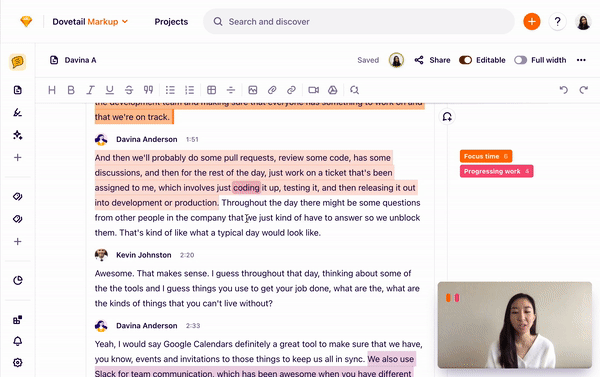 Dovetail Markup
Projects
Search and discover
Davina A
Saved
Share
Editable
Full width
the development team and making sure that everyone has something to work on and
that we're on track.
Davina Anderson 1:51
And then we'll probably do some pull requests, review some code, has some
discussions, and then for the rest of the day, just work on a ticket that's been
assigned to me, which involves just coding it up, testing it, and then releasing it out
into development or production. Throughout the day there might be some questions
from other people in the company that we just kind of have to answer so we unblock
them. That's kind of like what a typical day would look like.
Focus time 6
Progressing work 4
Kevin Johnston 2:20
Awesome. That makes sense. I guess throughout that day, thinking about some of
the the tools and I guess things you use to get your job done, what are the, what are
the kinds of things that you can't live without?
Davina Anderson 2:33
Yeah, I would say Google Calendars definitely a great tool to make sure that we have,
you know, events and invitations to those things to keep us all in sync. We also use
Slack for team communication, which has been awesome when you have different